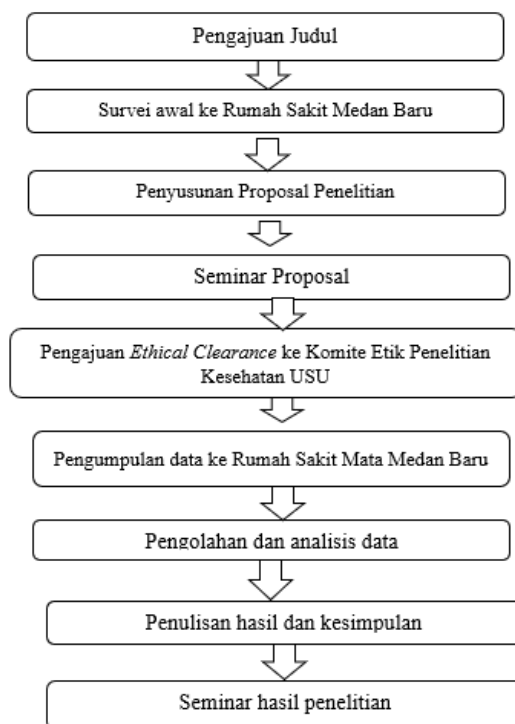 Pengajuan Judul
Survei awal ke Rumah Sakit Medan Baru
Penyusunan Proposal Penelitian
Seminar Proposal
Pengajuan Ethical Clearance ke Komite Etik Penelitian
Kesehatan USU
Pengumpulan data ke Rumah Sakit Mata Medan Baru
Pengolahan dan analisis data
Penulisan hasil dan kesimpulan
Seminar hasil penelitian